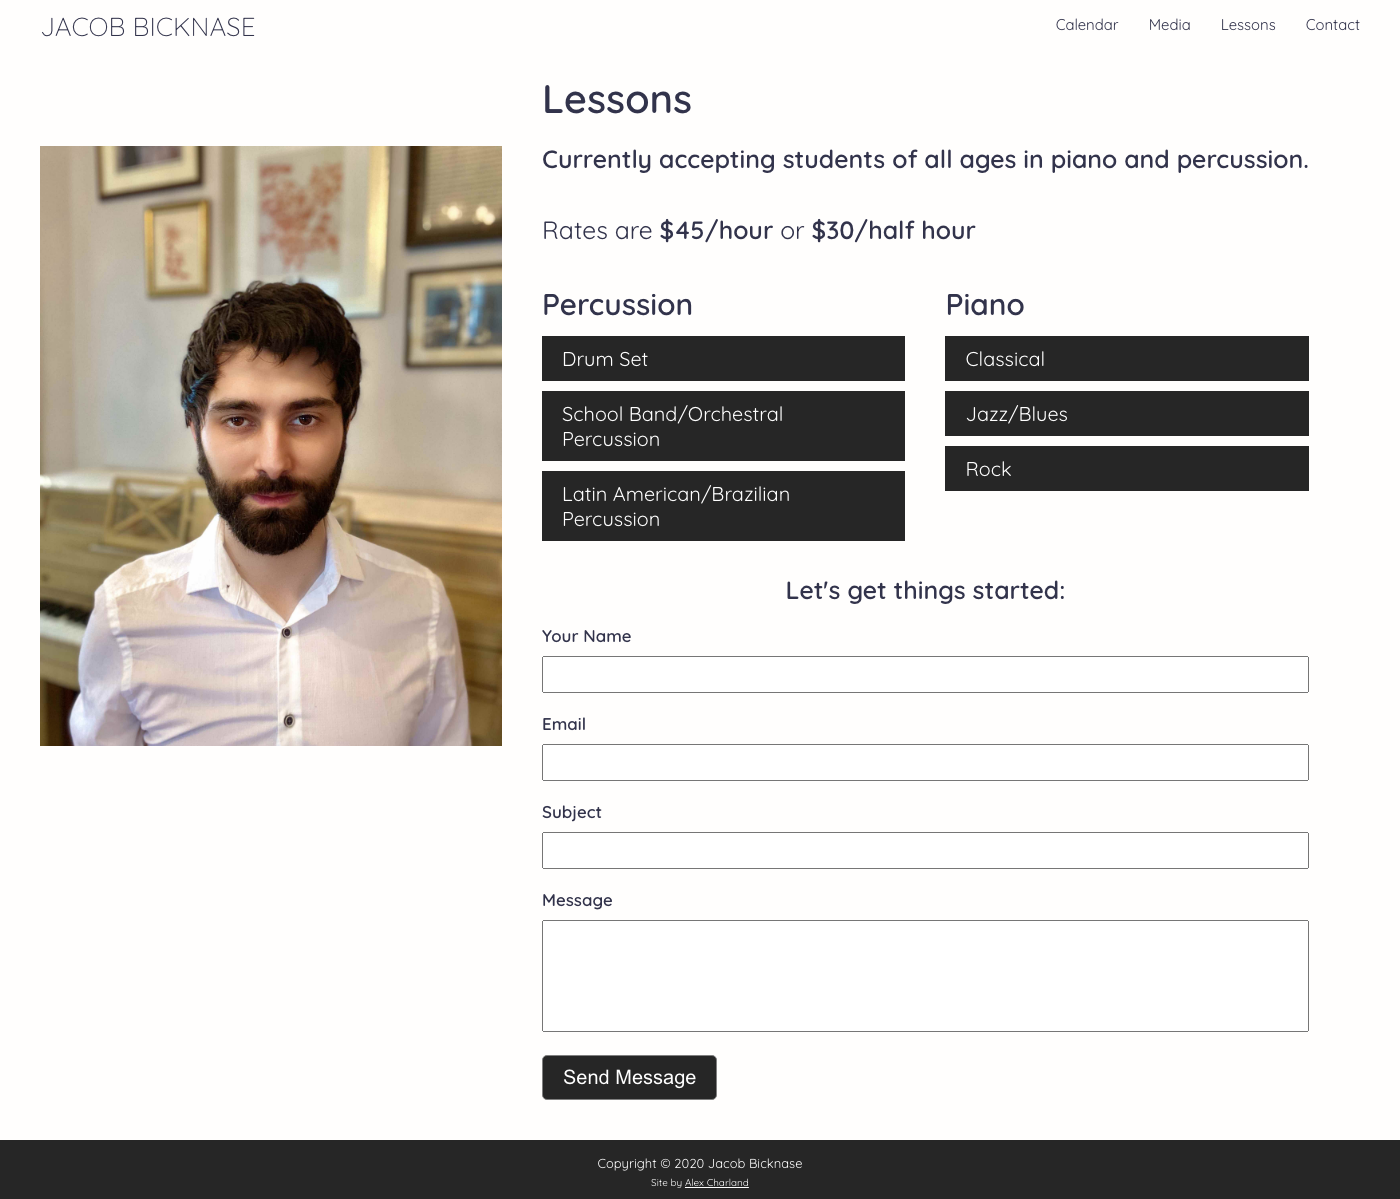 JACOB BICKNASE
Calendar Media Lessons Contact
Lessons
Currently accepting students of all ages in piano and percussion.
Rates are $45/hour or $30/half hour
Percussion
Drum Set
School Band/Orchestral
Percussion
Latin American/Brazilian
Percussion
Piano
Classical
Jazz/Blues
Rock
Let's get things started:
Your Name
Email
Subject
Message
Send Message
Copyright © 2020 Jacob Bicknase
Site by Alex Charland